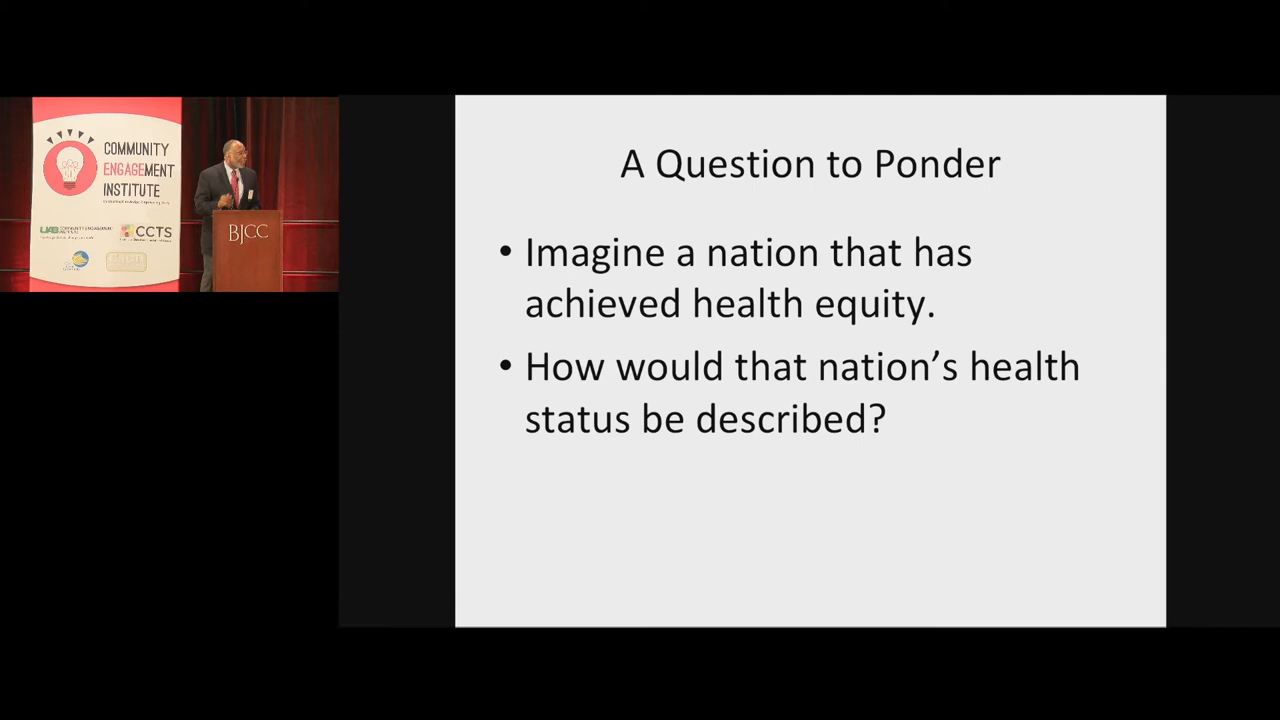 COMMUNITY
ENGAGEMENT
INSTITUTE
UAB
CCTS
BJCC
A Question to Ponder
• Imagine a nation that has
achieved health equity.
• How would that nation’s health
status be described?